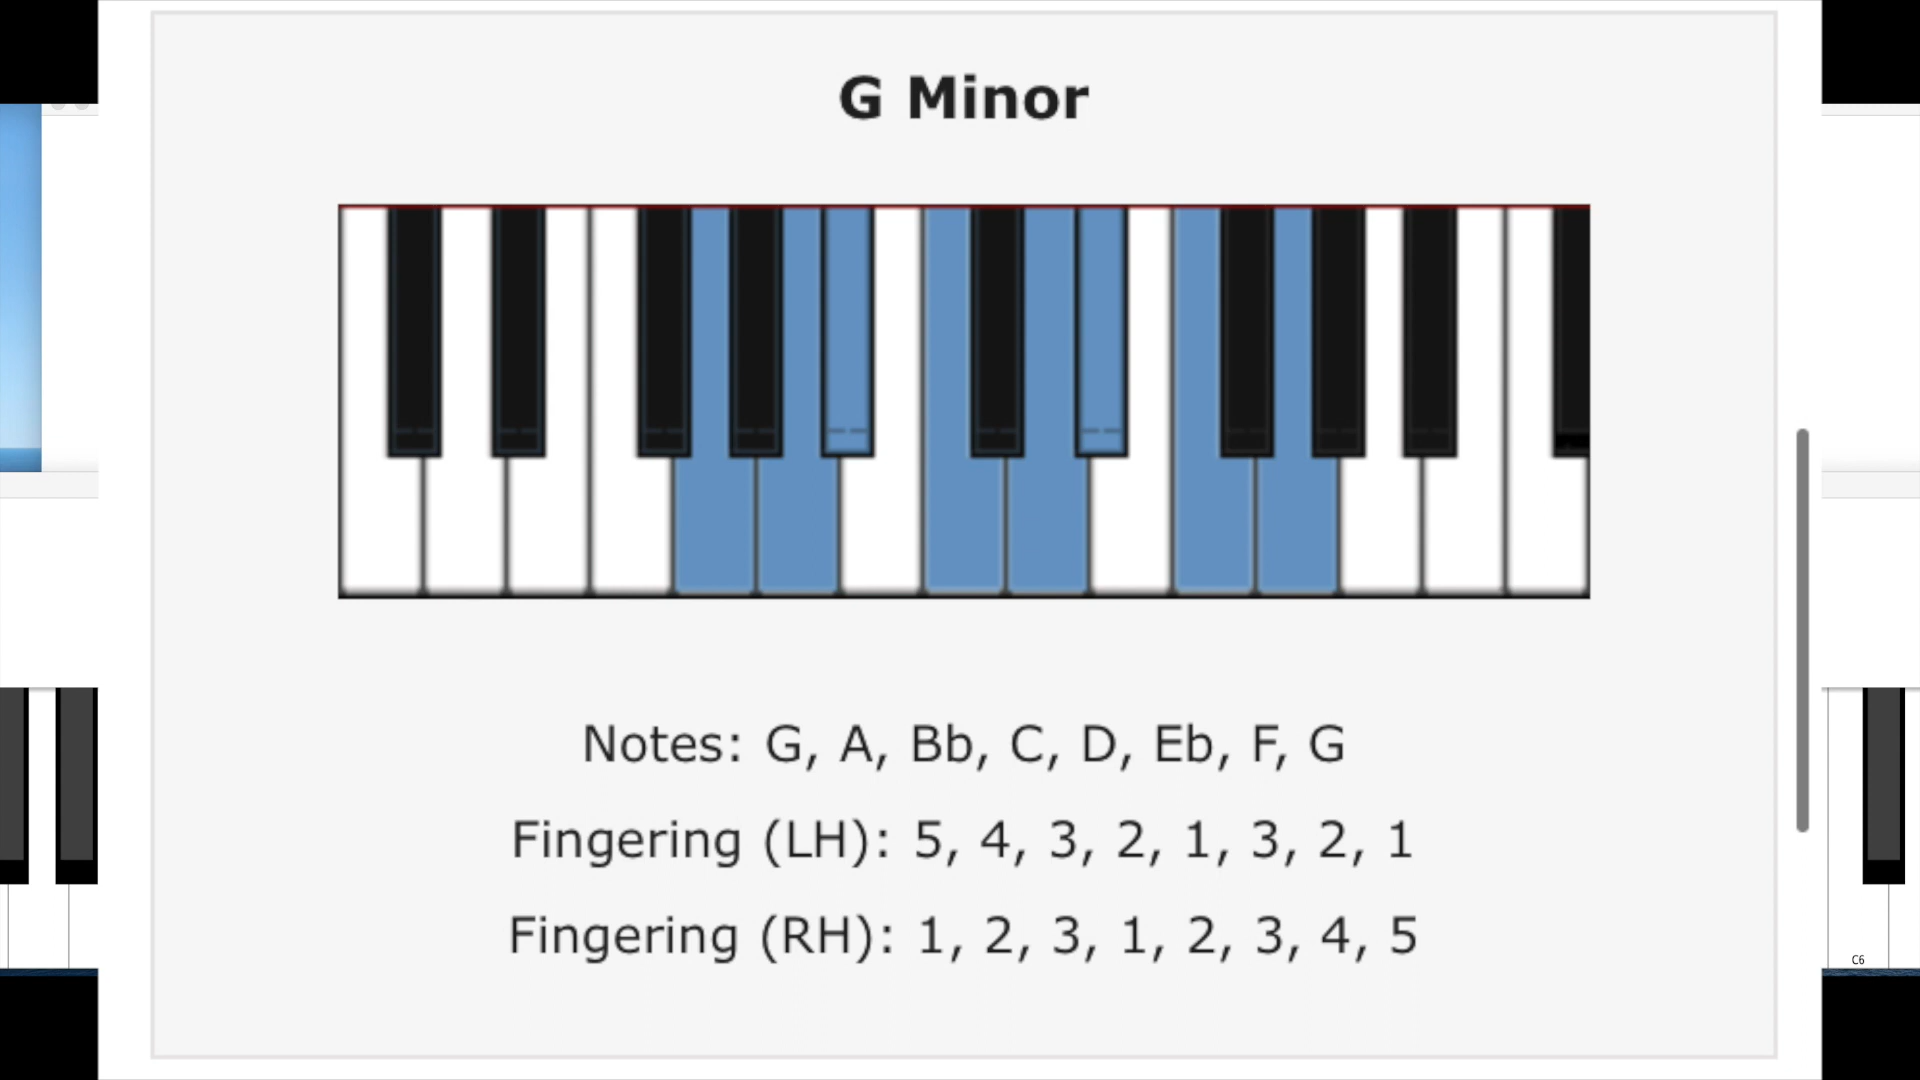 G Minor
Notes: G, A, Bb, C, D, Eb, F, G
Fingering (LH): 5, 4, 3, 2, 1, 3, 2, 1
Fingering (RH): 1, 2, 3, 1, 2, 3, 4, 5
C6